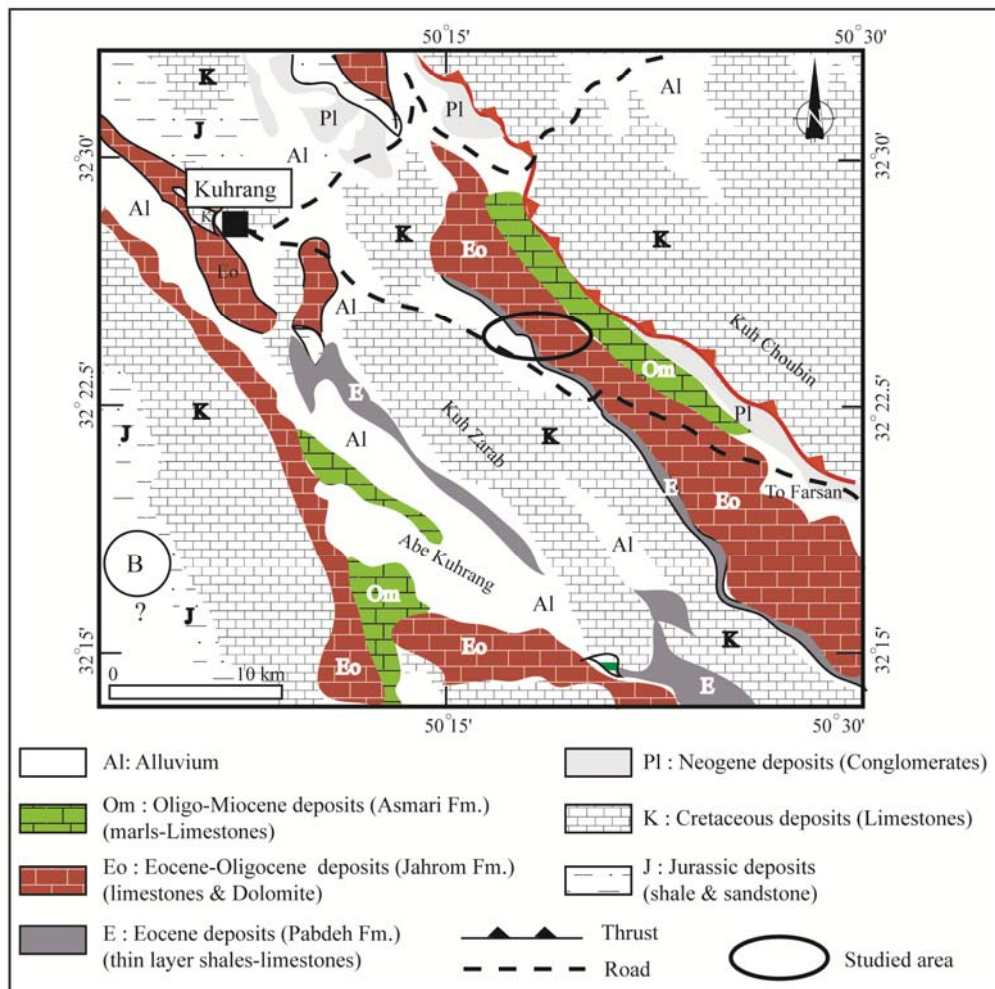 50°15'
50°30'
K
Al
Pl
Pl
J
Al
N
32°30'
32°30'
Kuhrang
Al
K
K
Eo
K
Eo
Al
Kuh Choubin
32°22.5'
32°22.5'
Om
E
Pl
K
J
Al
Kuh Zarab
K
E
Eo
To Farsan
B
?
Abe Kuhrang
Al
Om
Al
J
K
32°15'
32°15'
Eo
Eo
E
0
10 km
50°15'
50°30'
Al: Alluvium
Om : Oligo-Miocene deposits (Asmari Fm.)
(marls-Limestones)
Eo : Eocene-Oligocene deposits (Jahrom Fm.)
(limestones & Dolomite)
E : Eocene deposits (Pabdeh Fm.)
(thin layer shales-limestones)
Pl : Neogene deposits (Conglomerates)
K : Cretaceous deposits (Limestones)
J : Jurassic deposits
(shale & sandstone)
Thrust
Road
Studied area